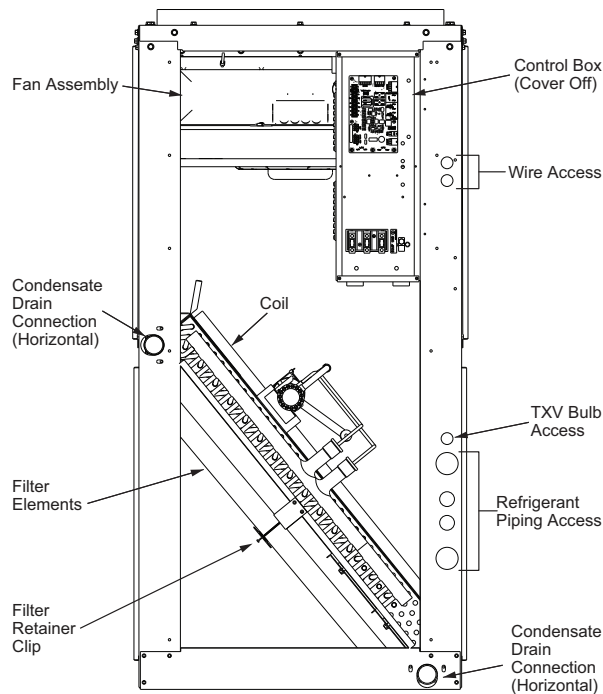 Fan Assembly
Control Box
(Cover Off)
Wire Access
Condensate
Drain
Connection
(Horizontal)
Coil
TXV Bulb
Access
Filter
Elements
Refrigerant
Piping Access
Filter
Retainer
Clip
Condensate
Drain
Connection
(Horizontal)